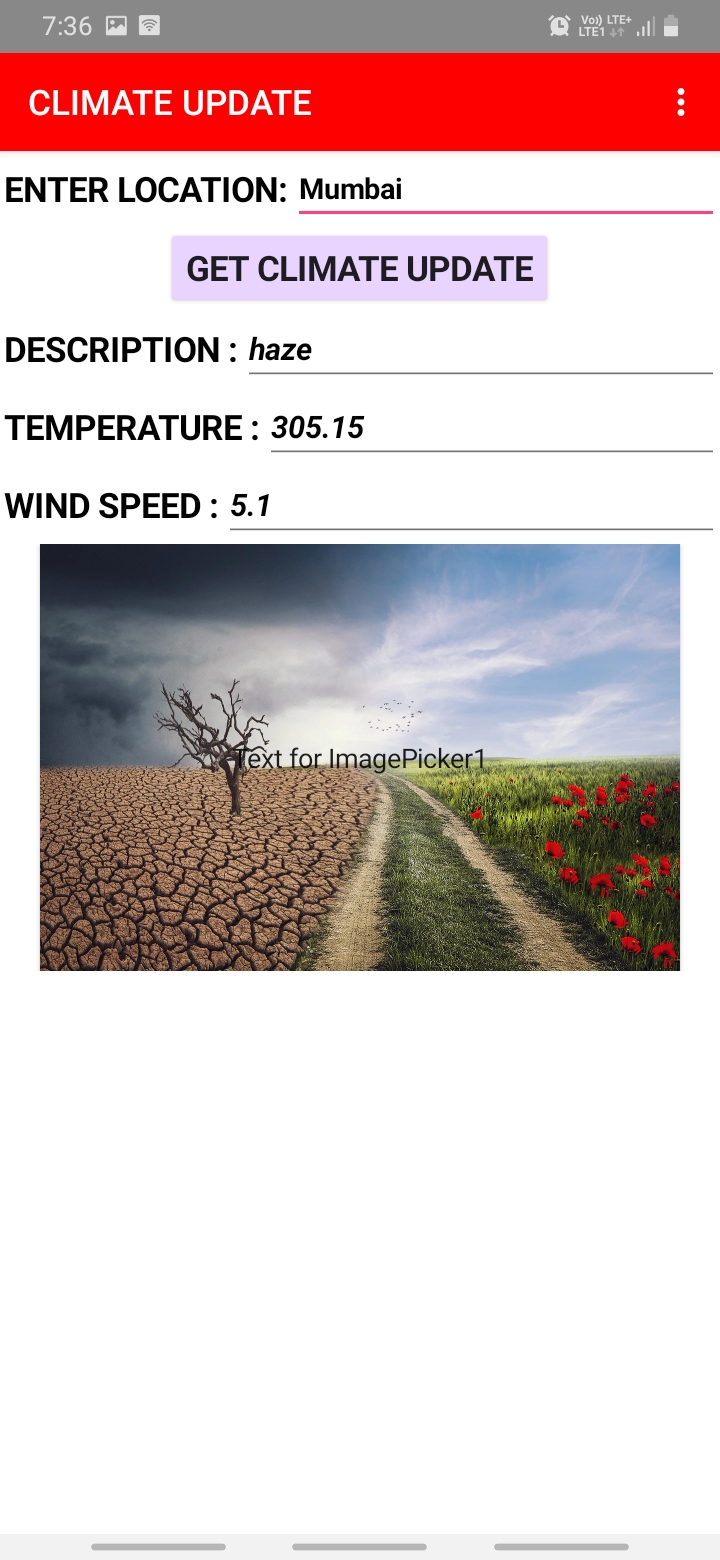 7:36 Vo)) LTE+
LTE1
CLIMATE UPDATE
ENTER LOCATION: Mumbai
GET CLIMATE UPDATE
DESCRIPTION : haze
TEMPERATURE : 305.15
WIND SPEED : 5.1
Text for ImagePicker1